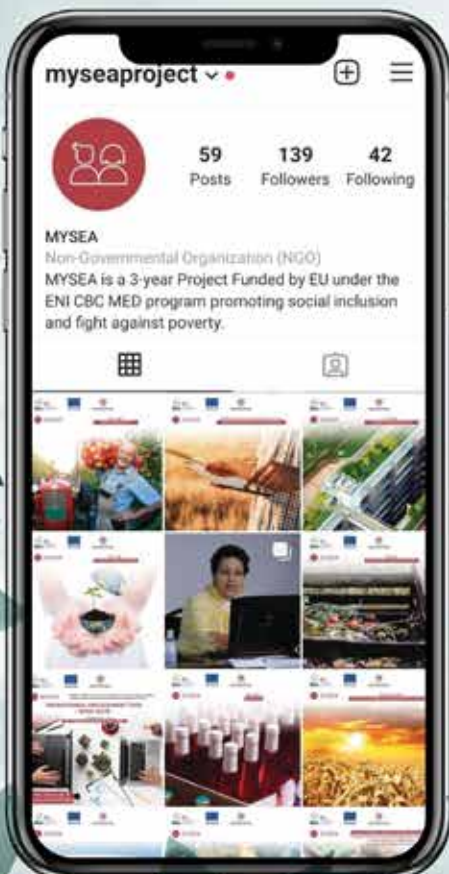 myseaproject
59 139 42
Posts Followers Following
MYSEA
Non-Governmental Organization (NGO)
MYSEA is a 3-year Project Funded by EU under the
ENI CBC MED program promoting social inclusion
and fight against poverty.